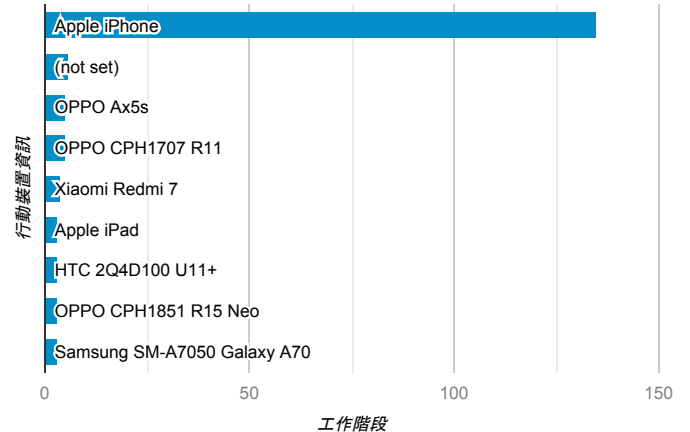 Apple iPhone
(not set)
OPPO Ax5s
OPPO CPH1707 R11
Xiaomi Redmi 7
Apple iPad
HTC 2Q4D100 U11+
OPPO CPH1851 R15 Neo
Samsung SM-A7050 Galaxy A70
行動裝置資訊
0 50 100 150
工作階段